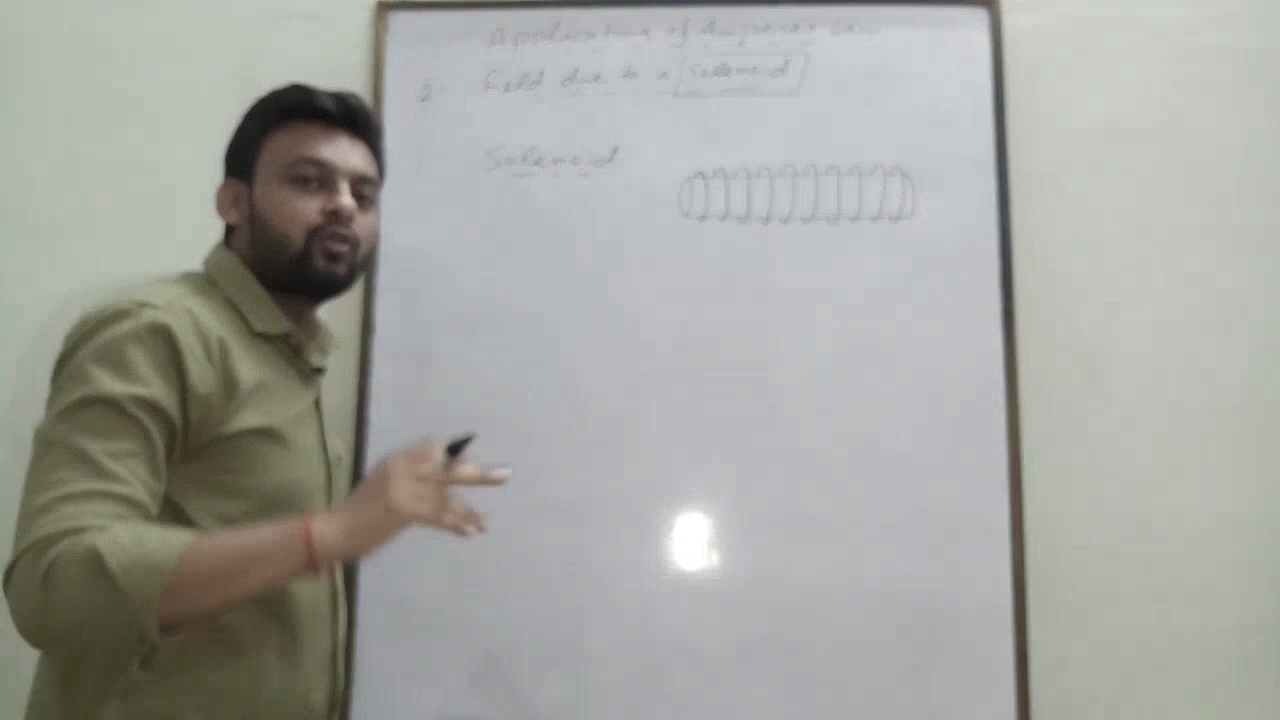 Application of Ampere's Law
2 Field due to a Solenoid
Solenoid